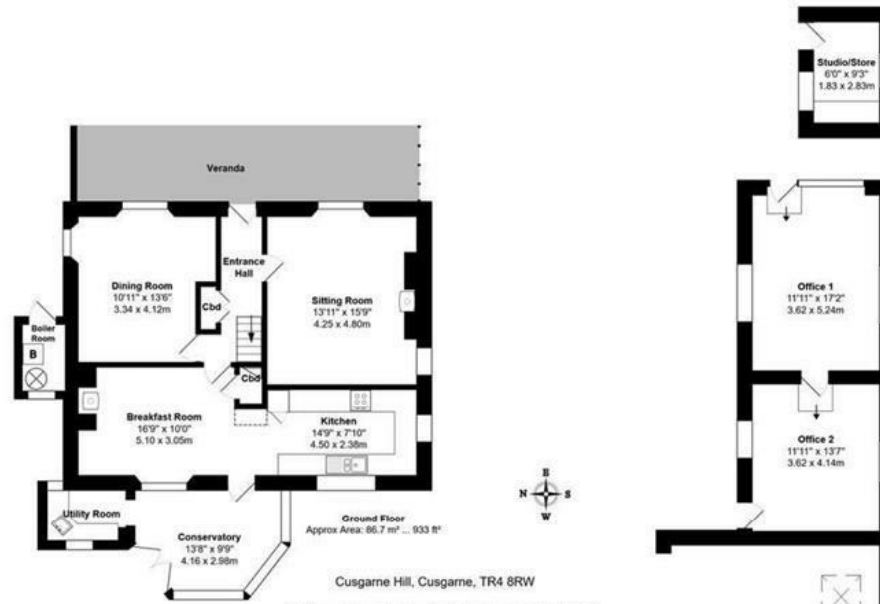 Studio/Store
6'0" x 9'3"
1.83 x 2.83m
Veranda
Entrance
Hall
Dining Room
10'11" x 13'6"
3.34 x 4.12m
Cbd
Sitting Room
13'11" x 15'9"
4.25 x 4.80m
Office 1
11'11" x 17'2"
3.62 x 5.24m
Boiler
Room
B
Cbd
Breakfast Room
16'9" x 10'0"
5.10 x 3.05m
Kitchen
14'9" x 7'10"
4.50 x 2.38m
Office 2
11'11" x 13'7"
3.62 x 4.14m
E
N
S
W
Utility Room
Conservatory
13'8" x 9'9"
4.16 x 2.98m
Ground Floor
Approx Area: 86.7 m² ... 933 ft²
Cusgarne Hill, Cusgarne, TR4 8RW